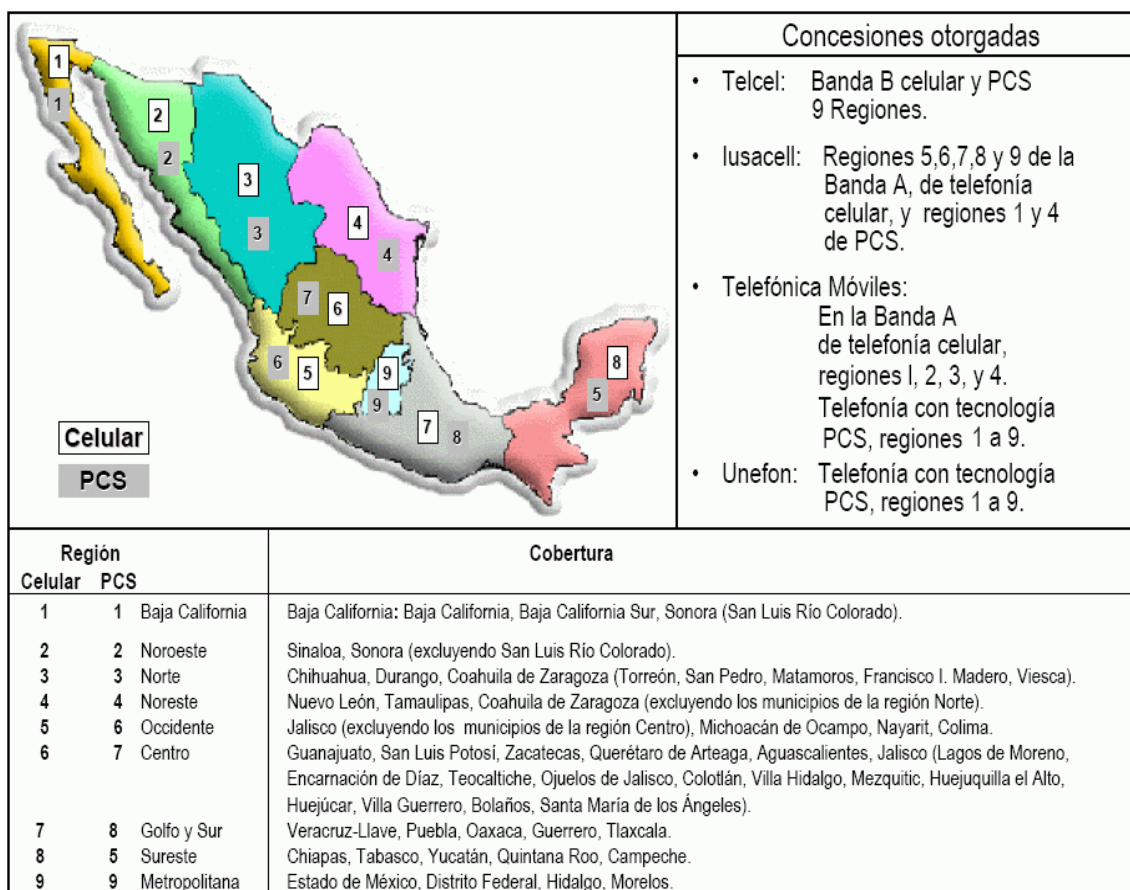 1
1
2
2
3
3
4
4
7
6
6
5
9
9
7
8
8
5
Celular
PCS
Concesiones otorgadas
• Telcel: Banda B celular y PCS
9 Regiones.
• Iusacell: Regiones 5,6,7,8 y 9 de la
Banda A, de telefonía
celular, y regiones 1 y 4
de PCS.
• Telefónica Móviles:
En la Banda A
de telefonía celular,
regiones I, 2, 3, y 4.
Telefonía con tecnología
PCS, regiones 1 a 9.
• Unefon: Telefonía con tecnología
PCS, regiones 1 a 9.
Región Cobertura
Celular PCS
1 1 Baja California Baja California: Baja California, Baja California Sur, Sonora (San Luis Río Colorado).
2 2 Noroeste Sinaloa, Sonora (excluyendo San Luis Río Colorado).
3 3 Norte Chihuahua, Durango, Coahuila de Zaragoza (Torreón, San Pedro, Matamoros, Francisco I. Madero, Viesca).
4 4 Noreste Nuevo León, Tamaulipas, Coahuila de Zaragoza (excluyendo los municipios de la región Norte).
5 6 Occidente Jalisco (excluyendo los municipios de la región Centro), Michoacán de Ocampo, Nayarit, Colima.
6 7 Centro Guanajuato, San Luis Potosí, Zacatecas, Querétaro de Arteaga, Aguascalientes, Jalisco (Lagos de Moreno,
Encarnación de Díaz, Teocaltiche, Ojuelos de Jalisco, Colotlán, Villa Hidalgo, Mezquitic, Huejuquilla el Alto,
Huejúcar, Villa Guerrero, Bolaños, Santa María de los Ángeles).
7 8 Golfo y Sur Veracruz-Llave, Puebla, Oaxaca, Guerrero, Tlaxcala.
8 5 Sureste Chiapas, Tabasco, Yucatán, Quintana Roo, Campeche.
9 9 Metropolitana Estado de México, Distrito Federal, Hidalgo, Morelos.